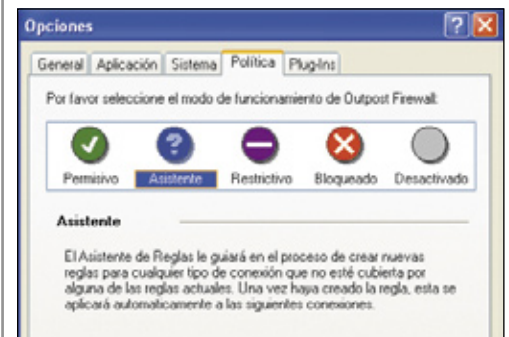 Opciones
General Aplicación Sistema Política Plug-Ins
Por favor seleccione el modo de funcionamiento de Outpost Firewall:
Permisivo Asistente Restrictivo Bloqueado Desactivado
Asistente
El Asistente de Reglas le guiará en el proceso de crear nuevas
reglas para cualquier tipo de conexión que no esté cubierta por
alguna de las reglas actuales. Una vez haya creado la regla, esta se
aplicará automaticamente a las siguientes conexiones.